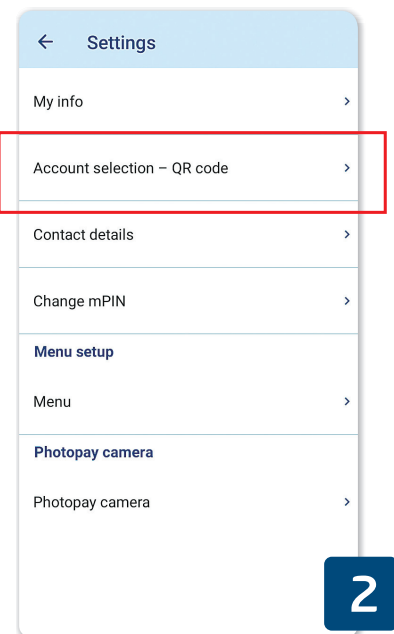 Settings
My info
Account selection – QR code
Contact details
Change mPIN
Menu setup
Menu
Photopay camera
Photopay camera
2